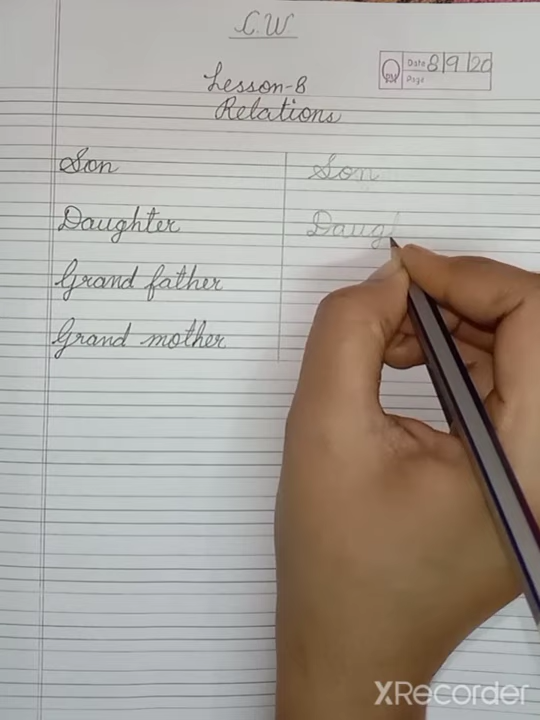 C.W
Date 8/9/20
Page
Lesson-8
Relations
Son Son
Daughter Daug
Grand father
Grand mother
XRecorder